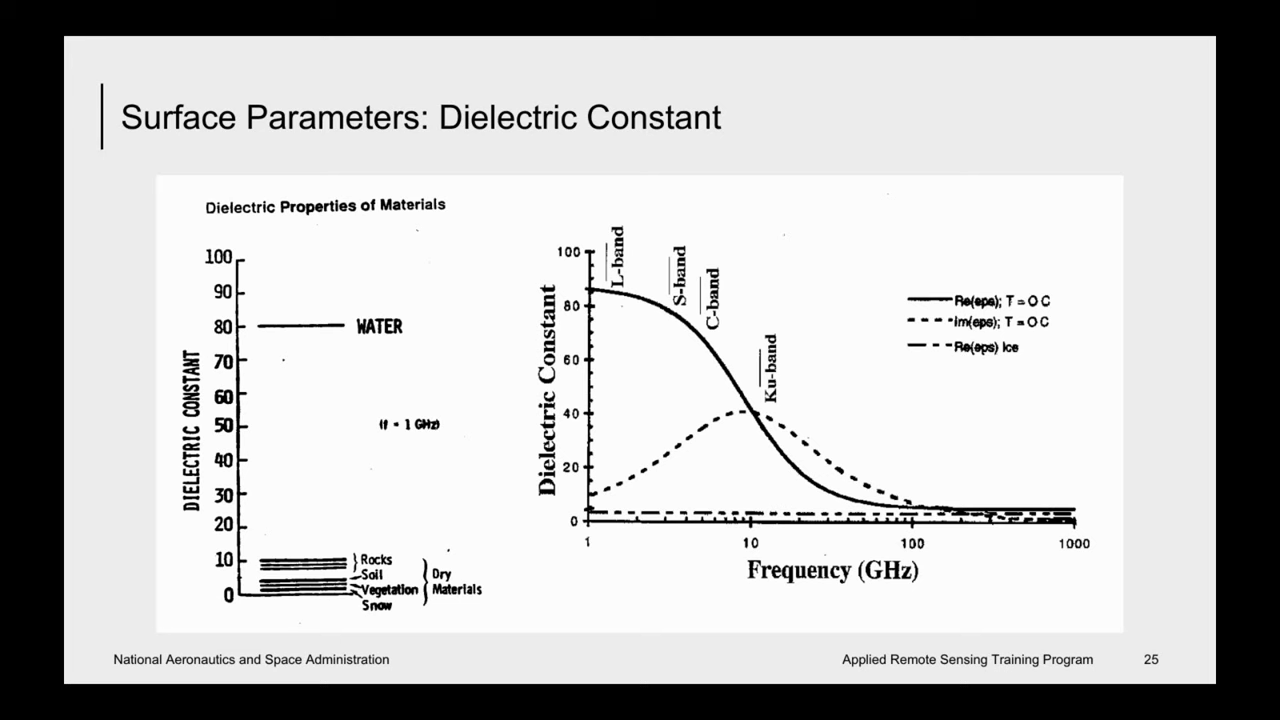 Surface Parameters: Dielectric Constant
Dielectric Properties of Materials
DIELECTRIC CONSTANT
100
90
80
70
60
50
40
30
20
10
0
WATER
(f = 1 GHz)
Rocks
Soil
Vegetation
Snow
Dry
Materials
Dielectric Constant
100
80
60
40
20
0
L-band
S-band
C-band
Ku-band
Re(eps); T = 0 C
Im(eps); T = 0 C
Re(eps) Ice
1
10
100
1000
Frequency (GHz)
National Aeronautics and Space Administration
Applied Remote Sensing Training Program
25